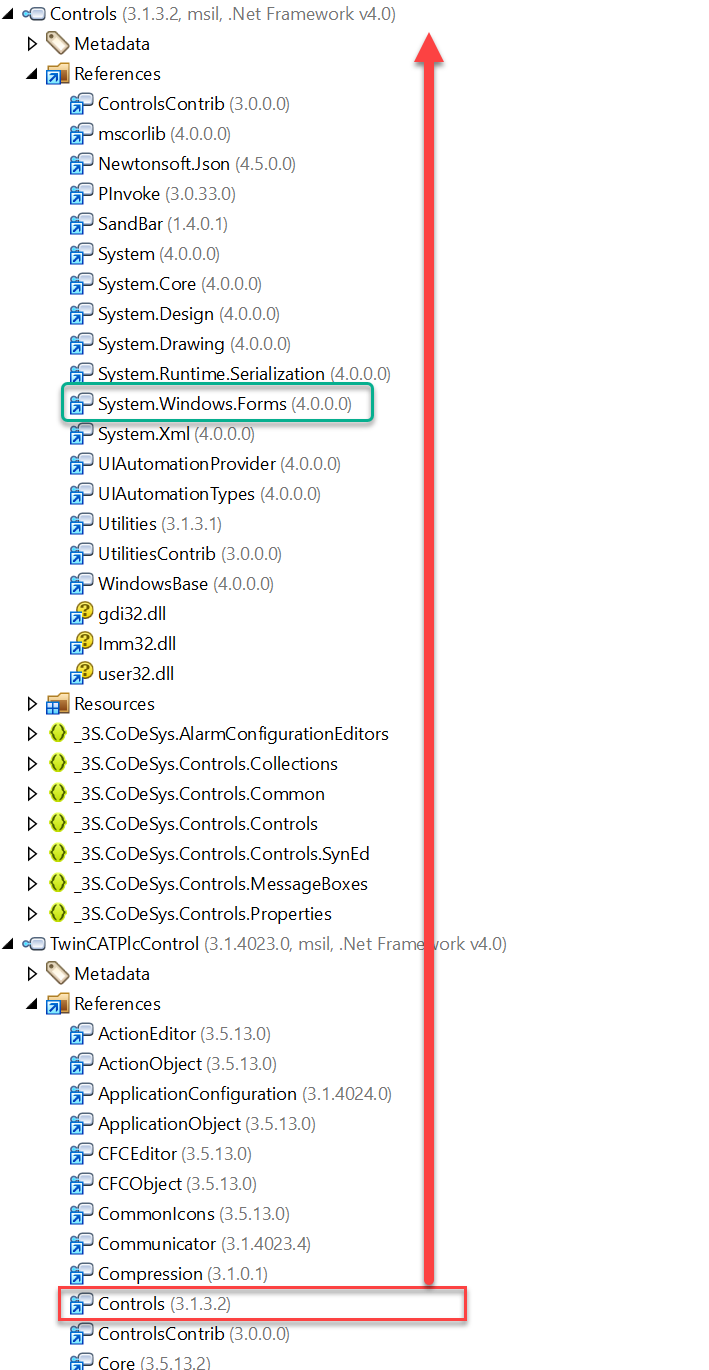 Controls (3.1.3.2, msil, .Net Framework v4.0)
Metadata
References
ControlsContrib (3.0.0.0)
mscorlib (4.0.0.0)
Newtonsoft.Json (4.5.0.0)
PInvoke (3.0.33.0)
SandBar (1.4.0.1)
System (4.0.0.0)
System.Core (4.0.0.0)
System.Design (4.0.0.0)
System.Drawing (4.0.0.0)
System.Runtime.Serialization (4.0.0.0)
System.Windows.Forms (4.0.0.0)
System.Xml (4.0.0.0)
UIAutomationProvider (4.0.0.0)
UIAutomationTypes (4.0.0.0)
Utilities (3.1.3.1)
UtilitiesContrib (3.0.0.0)
WindowsBase (4.0.0.0)
gdi32.dll
Imm32.dll
user32.dll
Resources
_3S.CoDeSys.AlarmConfigurationEditors
_3S.CoDeSys.Controls.Collections
_3S.CoDeSys.Controls.Common
_3S.CoDeSys.Controls.Controls
_3S.CoDeSys.Controls.Controls.SynEd
_3S.CoDeSys.Controls.MessageBoxes
_3S.CoDeSys.Controls.Properties
TwinCATPlcControl (3.1.4023.0, msil, .Net Framework v4.0)
Metadata
References
ActionEditor (3.5.13.0)
ActionObject (3.5.13.0)
ApplicationConfiguration (3.1.4024.0)
ApplicationObject (3.5.13.0)
CFCEditor (3.5.13.0)
CFCObject (3.5.13.0)
CommonIcons (3.5.13.0)
Communicator (3.1.4023.4)
Compression (3.1.0.1)
Controls (3.1.3.2)
ControlsContrib (3.0.0.0)
Core (3.5.13.2)